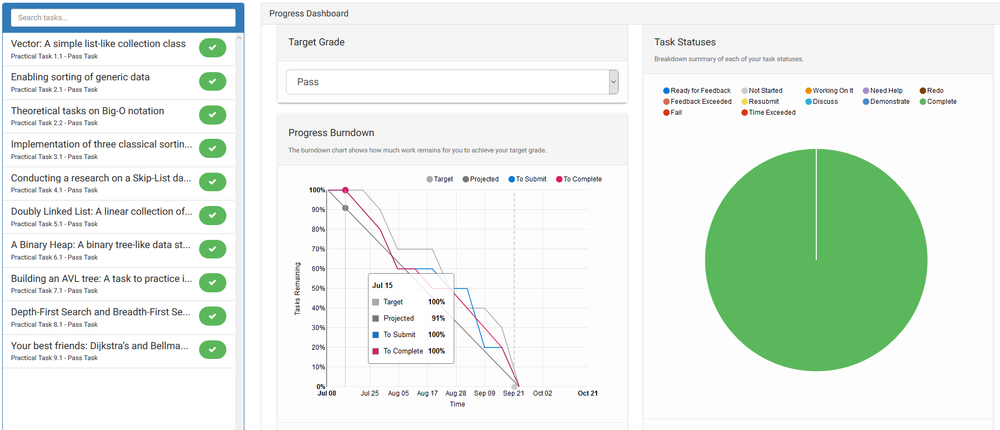 Search tasks...
Vector: A simple list-like collection class
Practical Task 1.1 - Pass Task
Enabling sorting of generic data
Practical Task 2.1 - Pass Task
Theoretical tasks on Big-O notation
Practical Task 2.2 - Pass Task
Implementation of three classical sortin...
Practical Task 3.1 - Pass Task
Conducting a research on a Skip-List da...
Practical Task 4.1 - Pass Task
Doubly Linked List: A linear collection of...
Practical Task 5.1 - Pass Task
A Binary Heap: A binary tree-like data st...
Practical Task 6.1 - Pass Task
Building an AVL tree: A task to practice i...
Practical Task 7.1 - Pass Task
Depth-First Search and Breadth-First Se...
Practical Task 8.1 - Pass Task
Your best friends: Dijkstra's and Bellma...
Practical Task 9.1 - Pass Task
Progress Dashboard
Target Grade
Pass
Progress Burndown
The burndown chart shows how much work remains for you to achieve your target grade.
Target Projected To Submit To Complete
100%
90%
80%
70%
60%
50%
40%
30%
20%
10%
0%
Tasks Remaining
Jul 15
Target 100%
Projected 91%
To Submit 100%
To Complete 100%
Jul 08 Jul 25 Aug 05 Aug 17 Aug 28 Sep 09 Sep 21 Oct 02 Oct 21
Time
Task Statuses
Breakdown summary of each of your task statuses.
Ready for Feedback Not Started Working On It Need Help Redo
Feedback Exceeded Resubmit Discuss Demonstrate Complete
Fail Time Exceeded